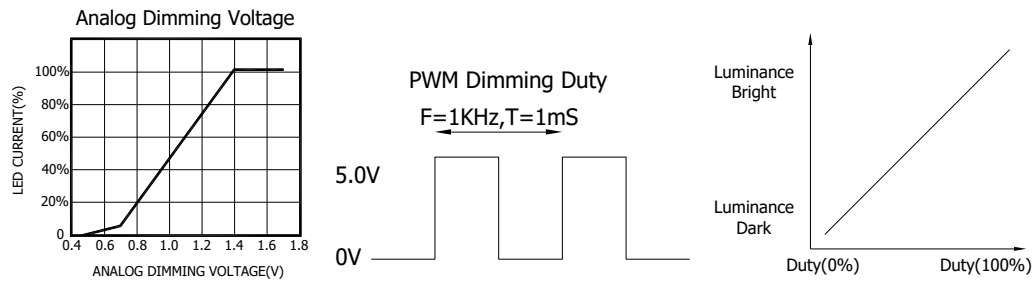 Analog Dimming Voltage
LED CURRENT(%)
100%
80%
60%
40%
20%
0
0.4 0.6 0.8 1.0 1.2 1.4 1.6 1.8
ANALOG DIMMING VOLTAGE(V)
PWM Dimming Duty
F=1KHz,T=1mS
5.0V
0V
Luminance
Bright
Luminance
Dark
Duty(0%) Duty(100%)